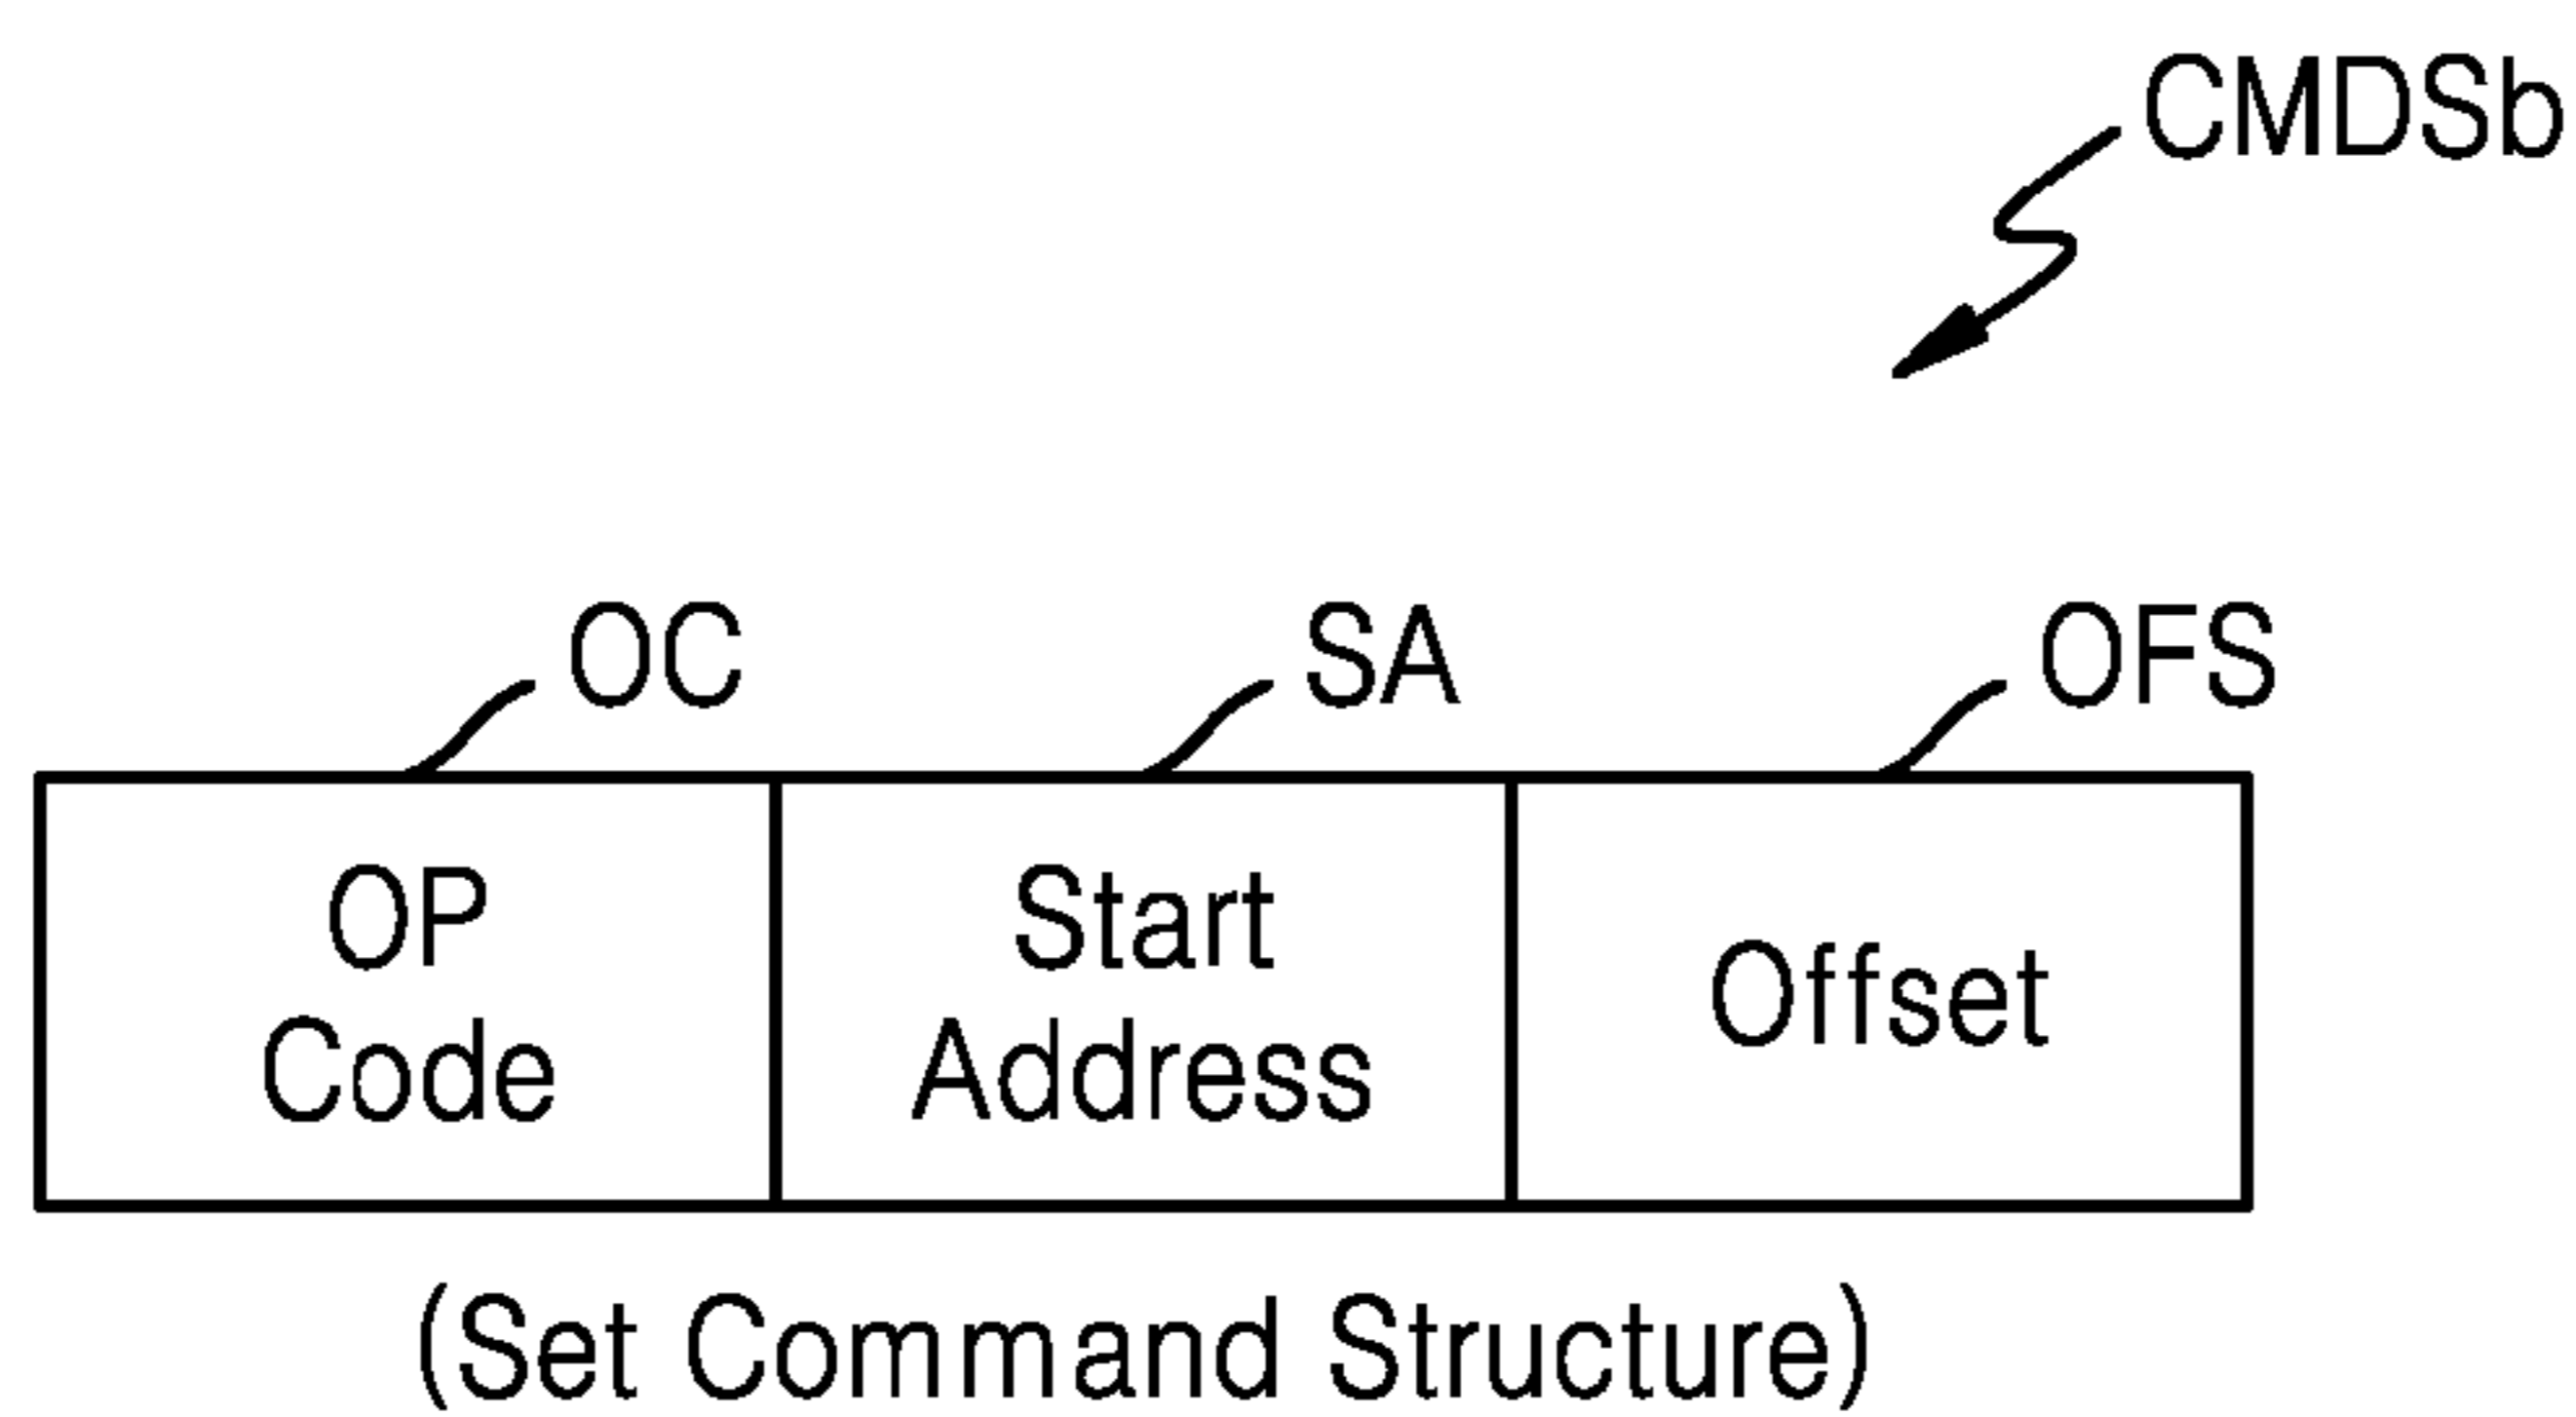 CMDSb
OC
SA
OFS
OP
Code
Start
Address
Offset
(Set Command Structure)